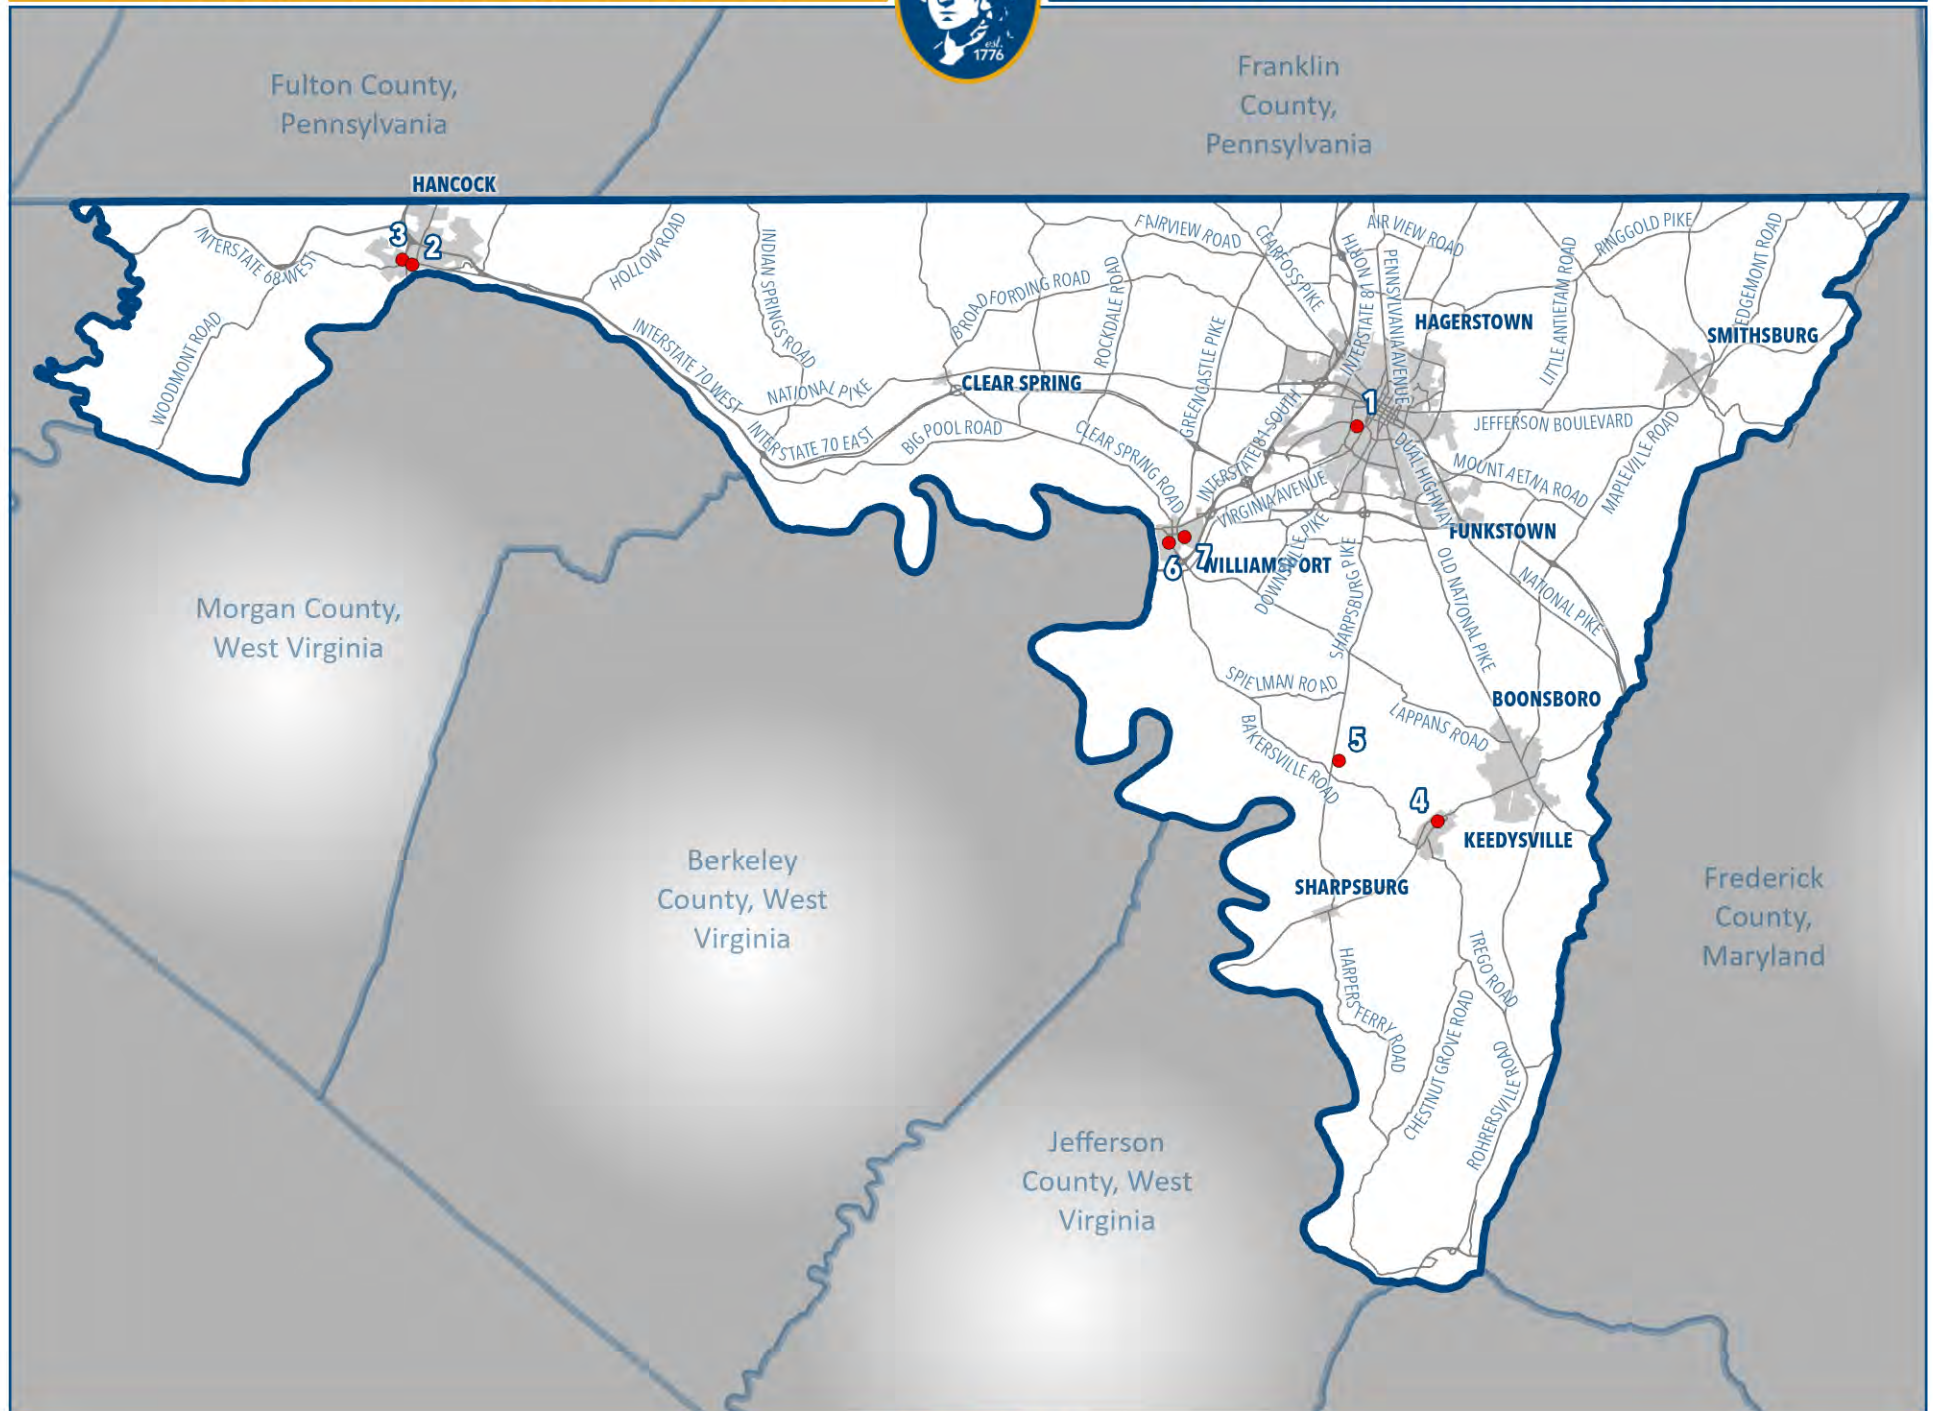 est.
1776
Fulton County,
Pennsylvania
Franklin
County,
Pennsylvania
HANCOCK
3
2
INTERSTATE 68 WEST
WOODMONT ROAD
HOLLOW ROAD
INDIAN SPRINGS ROAD
INTERSTATE 70 WEST
NATIONAL PIKE
INTERSTATE 70 EAST
BIG POOL ROAD
BROADFORDING ROAD
CLEAR SPRING
ROCKDALE ROAD
FAIRVIEW ROAD
CEARFOSS PIKE
GREENCASTLE PIKE
CLEAR SPRING ROAD
INTERSTATE 81 NORTH
PENNSYLVANIA AVENUE
AIR VIEW ROAD
HAGERSTOWN
LITTLE ANTIETAM ROAD
RINGGOLD PIKE
EDGEMONT ROAD
SMITHSBURG
1
INTERSTATE 81 SOUTH
VIRGINIA AVENUE
DUAL HIGHWAY
JEFFERSON BOULEVARD
MOUNT AETNA ROAD
MAPLEVILLE ROAD
FUNKSTOWN
6
7
WILLIAMSPORT
DOWNSVILLE PIKE
SHARPSBURG PIKE
OLD NATIONAL PIKE
NATIONAL PIKE
SPIELMAN ROAD
BAKERSVILLE ROAD
LAPPANS ROAD
BOONSBORO
5
4
KEEDYSVILLE
SHARPSBURG
HARPERS FERRY ROAD
TREGO ROAD
CHESTNUT GROVE ROAD
ROHRERSVILLE ROAD
Morgan County,
West Virginia
Berkeley
County, West
Virginia
Jefferson
County, West
Virginia
Frederick
County,
Maryland